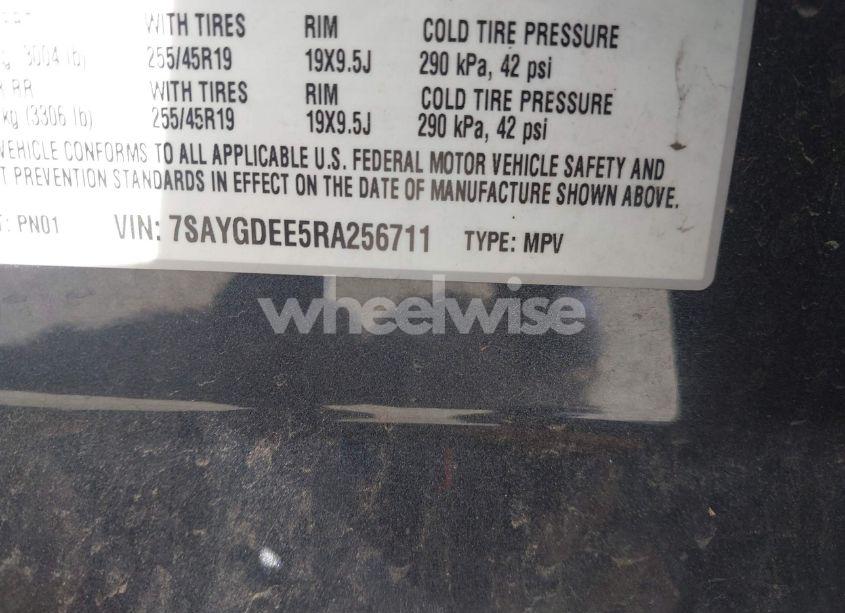 WITH TIRES RIM COLD TIRE PRESSURE
3004 lb) 255/45R19 19X9.5J 290 kPa, 42 psi
RR WITH TIRES RIM COLD TIRE PRESSURE
kg (3306 lb) 255/45R19 19X9.5J 290 kPa, 42 psi
VEHICLE CONFORMS TO ALL APPLICABLE U.S. FEDERAL MOTOR VEHICLE SAFETY AND
T PREVENTION STANDARDS IN EFFECT ON THE DATE OF MANUFACTURE SHOWN ABOVE.
: PN01 VIN: 7SAYGDEE5RA256711 TYPE: MPV
wheelwise